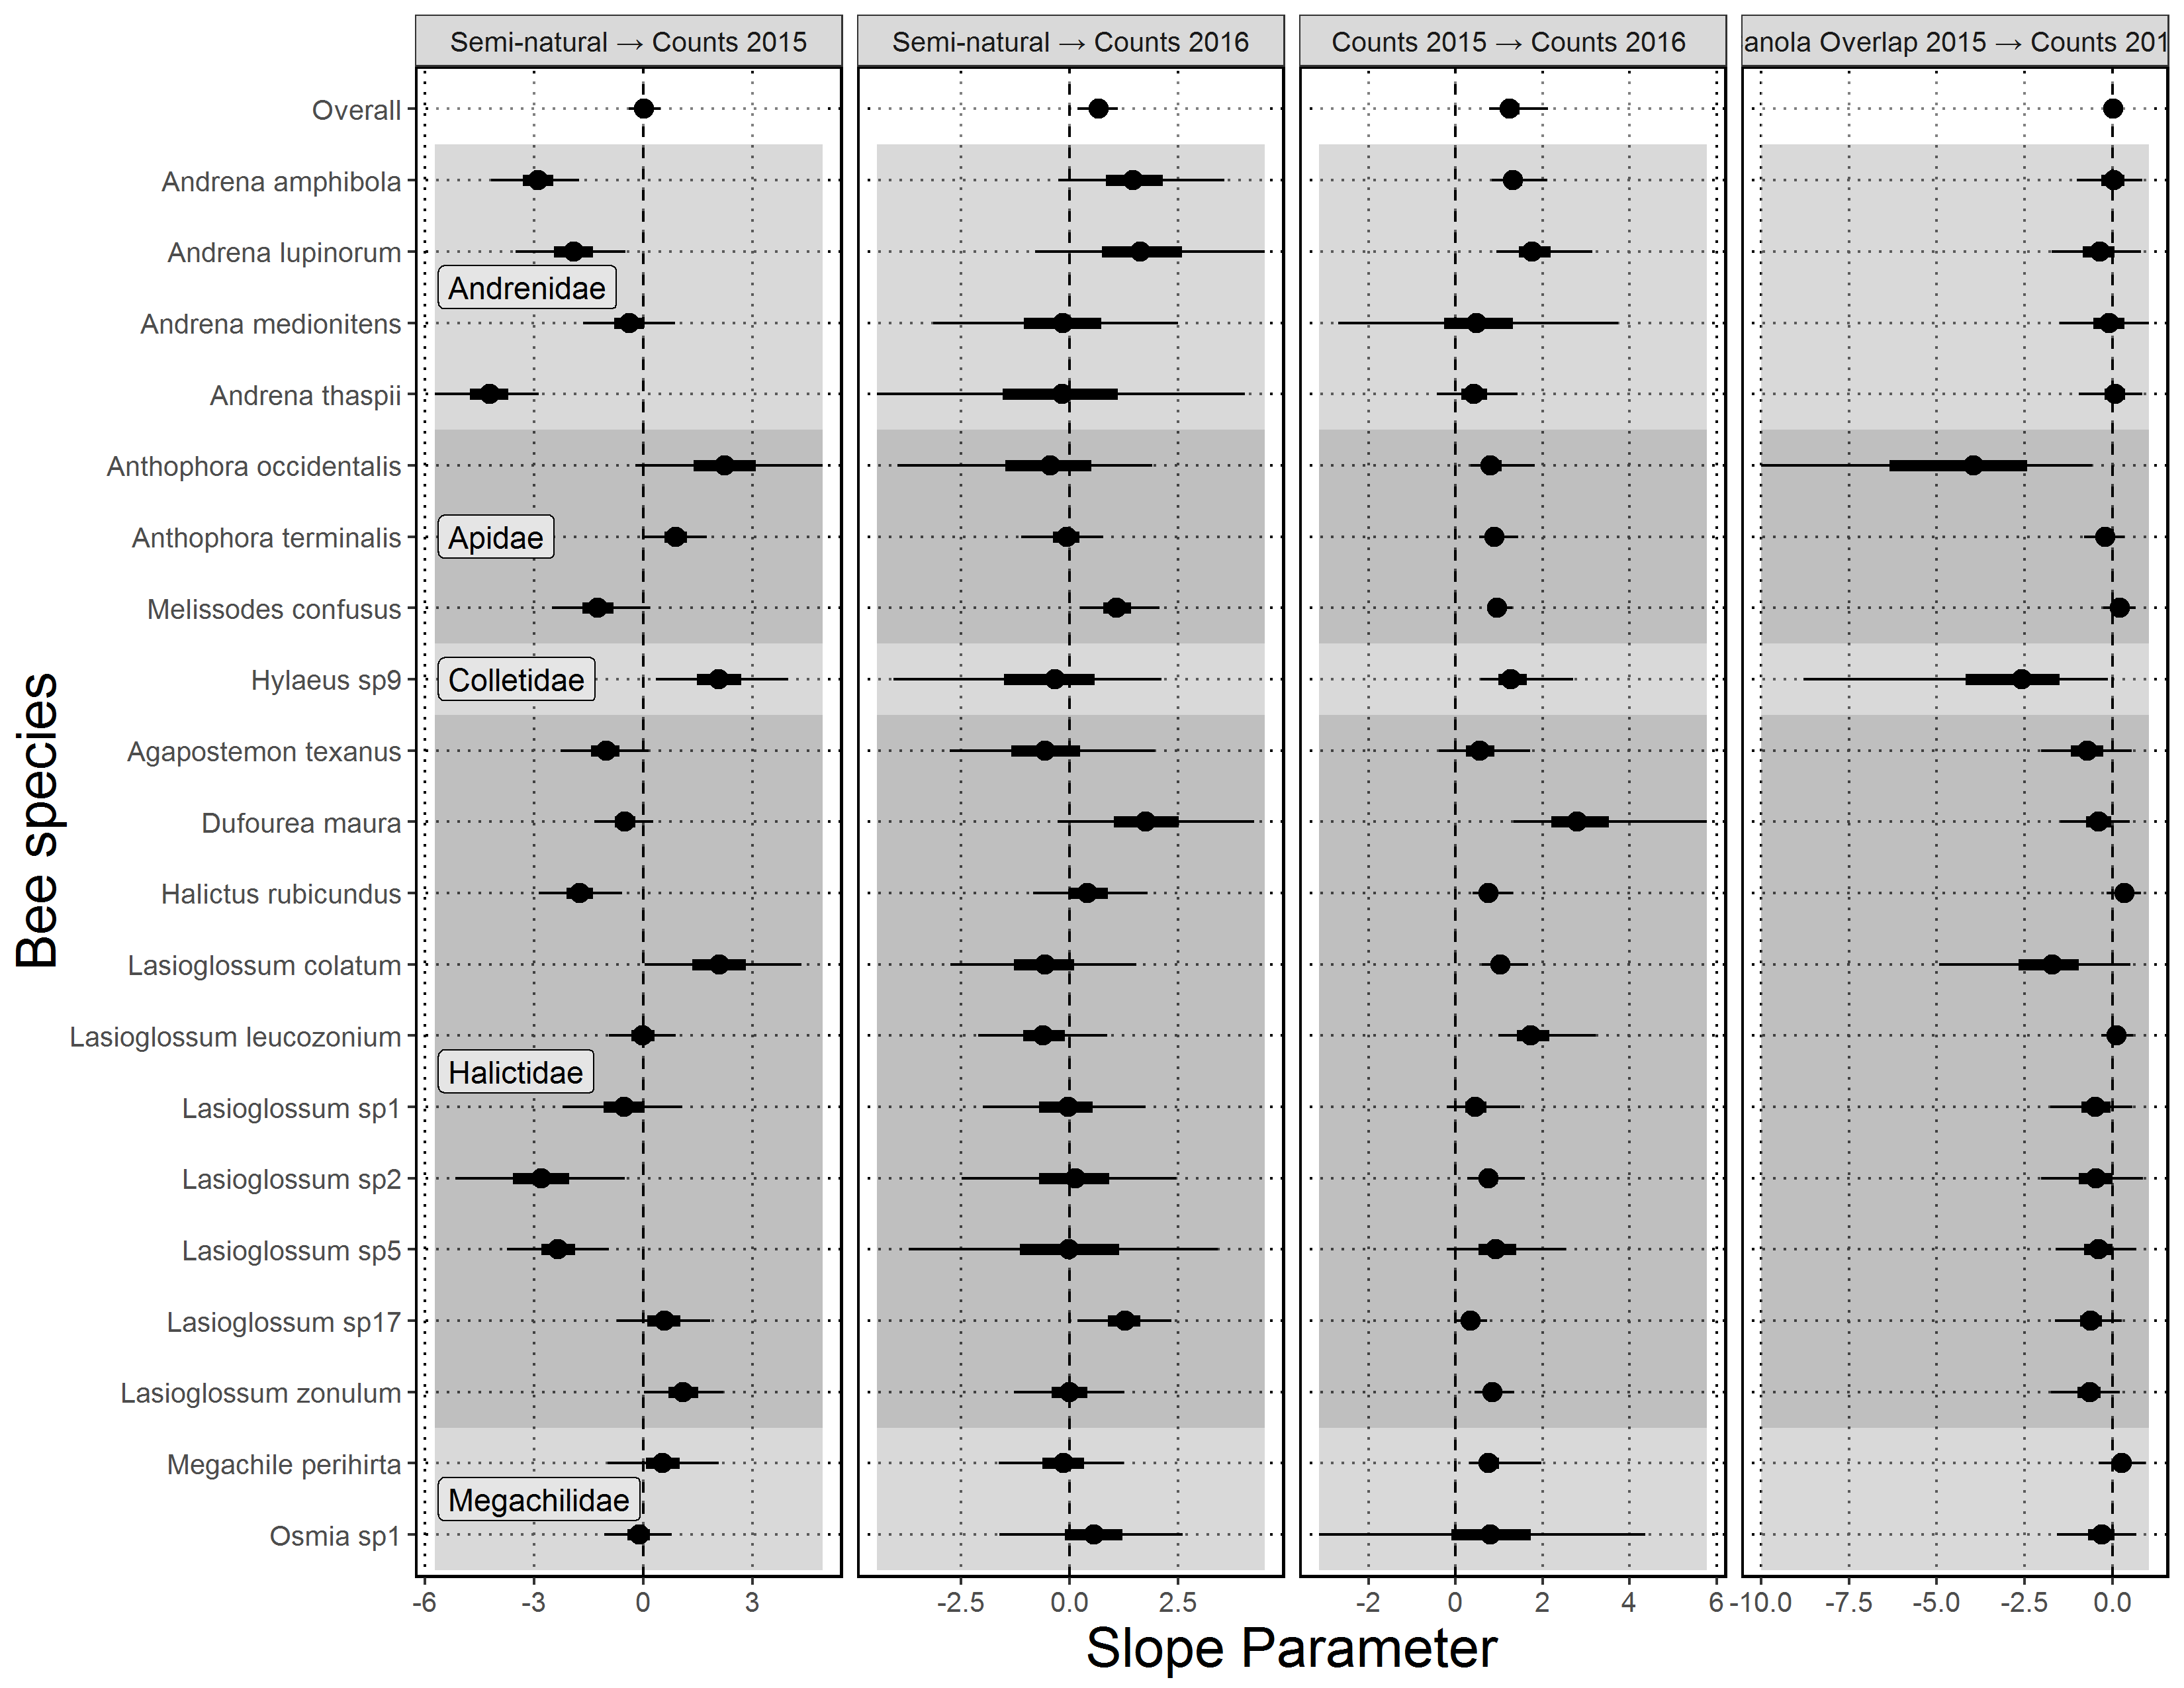 Semi-natural → Counts 2015
Semi-natural → Counts 2016
Counts 2015 → Counts 2016
anola Overlap 2015 → Counts 201
Bee species
Overall
Andrena amphibola
Andrena lupinorum
Andrenidae
Andrena medionitens
Andrena thaspii
Anthophora occidentalis
Anthophora terminalis
Apidae
Melissodes confusus
Hylaeus sp9
Colletidae
Agapostemon texanus
Dufourea maura
Halictus rubicundus
Lasioglossum colatum
Lasioglossum leucozonium
Halictidae
Lasioglossum sp1
Lasioglossum sp2
Lasioglossum sp5
Lasioglossum sp17
Lasioglossum zonulum
Megachile perihirta
Megachilidae
Osmia sp1
-6 -3 0 3
-2.5 0.0 2.5
-2 0 2 4 6
-10.0 -7.5 -5.0 -2.5 0.0
Slope Parameter